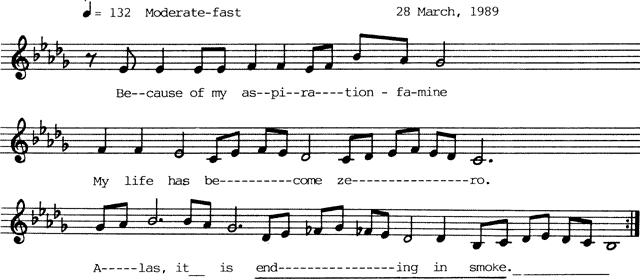 ♩ = 132 Moderate-fast 28 March, 1989
Be--cause of my as--pi--ra----tion - fa-mine
My life has be----------come ze----------------ro.
A-----las, it__ is end----------------ing in smoke.______________